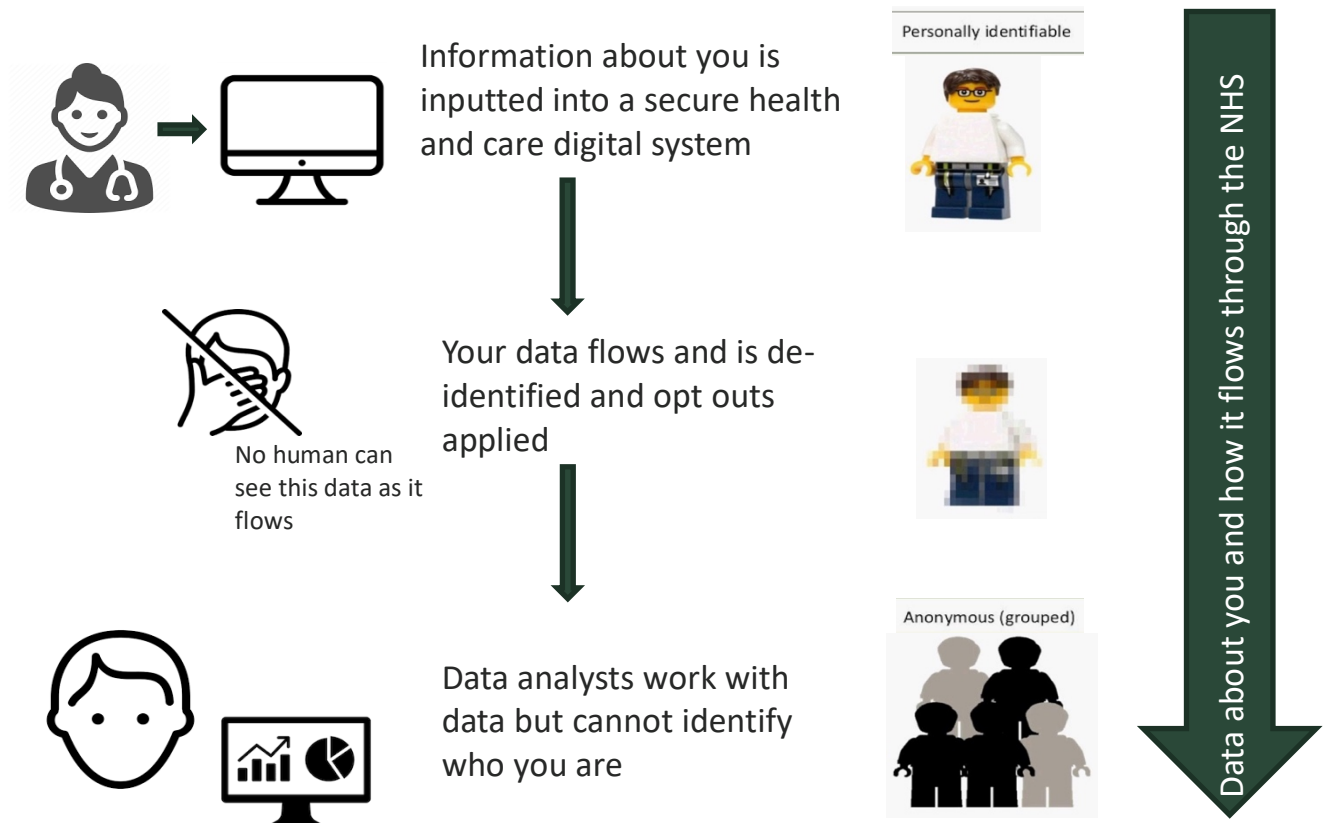 Information about you is
inputted into a secure health
and care digital system
Personally identifiable
Your data flows and is de-
identified and opt outs
applied
No human can
see this data as it
flows
Data analysts work with
data but cannot identify
who you are
Anonymous (grouped)
Data about you and how it flows through the NHS